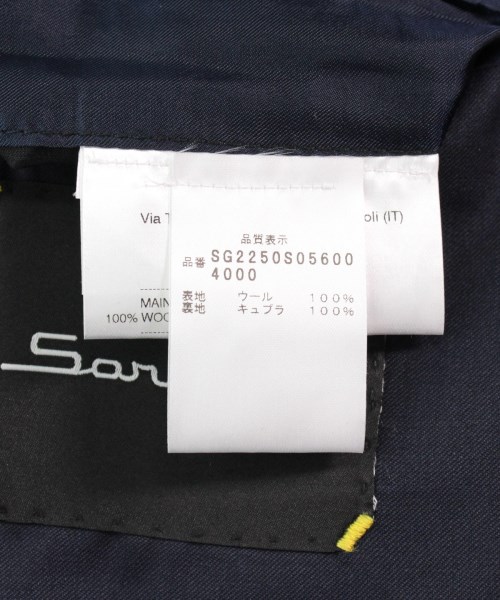 Via
oli (IT)
品質表示
品番 SG2250S05600
4000
表地 ウール 100%
裏地 キュプラ 100%
MAIN
100% WOO
Sar